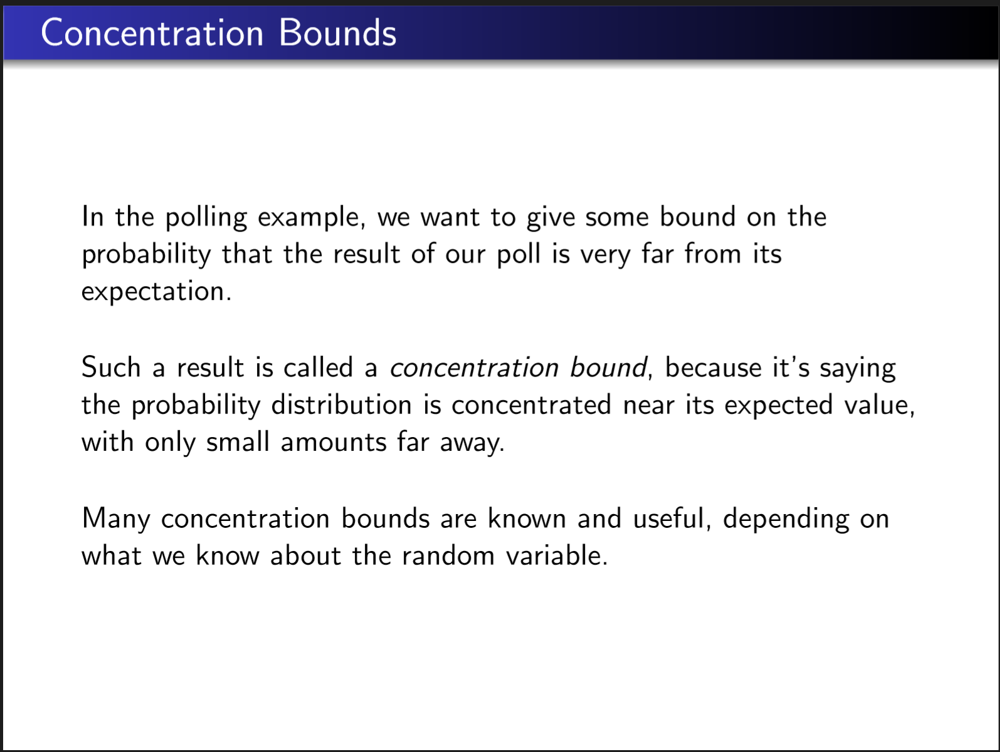 Concentration Bounds
In the polling example, we want to give some bound on the
probability that the result of our poll is very far from its
expectation.
Such a result is called a concentration bound, because it's saying
the probability distribution is concentrated near its expected value,
with only small amounts far away.
Many concentration bounds are known and useful, depending on
what we know about the random variable.